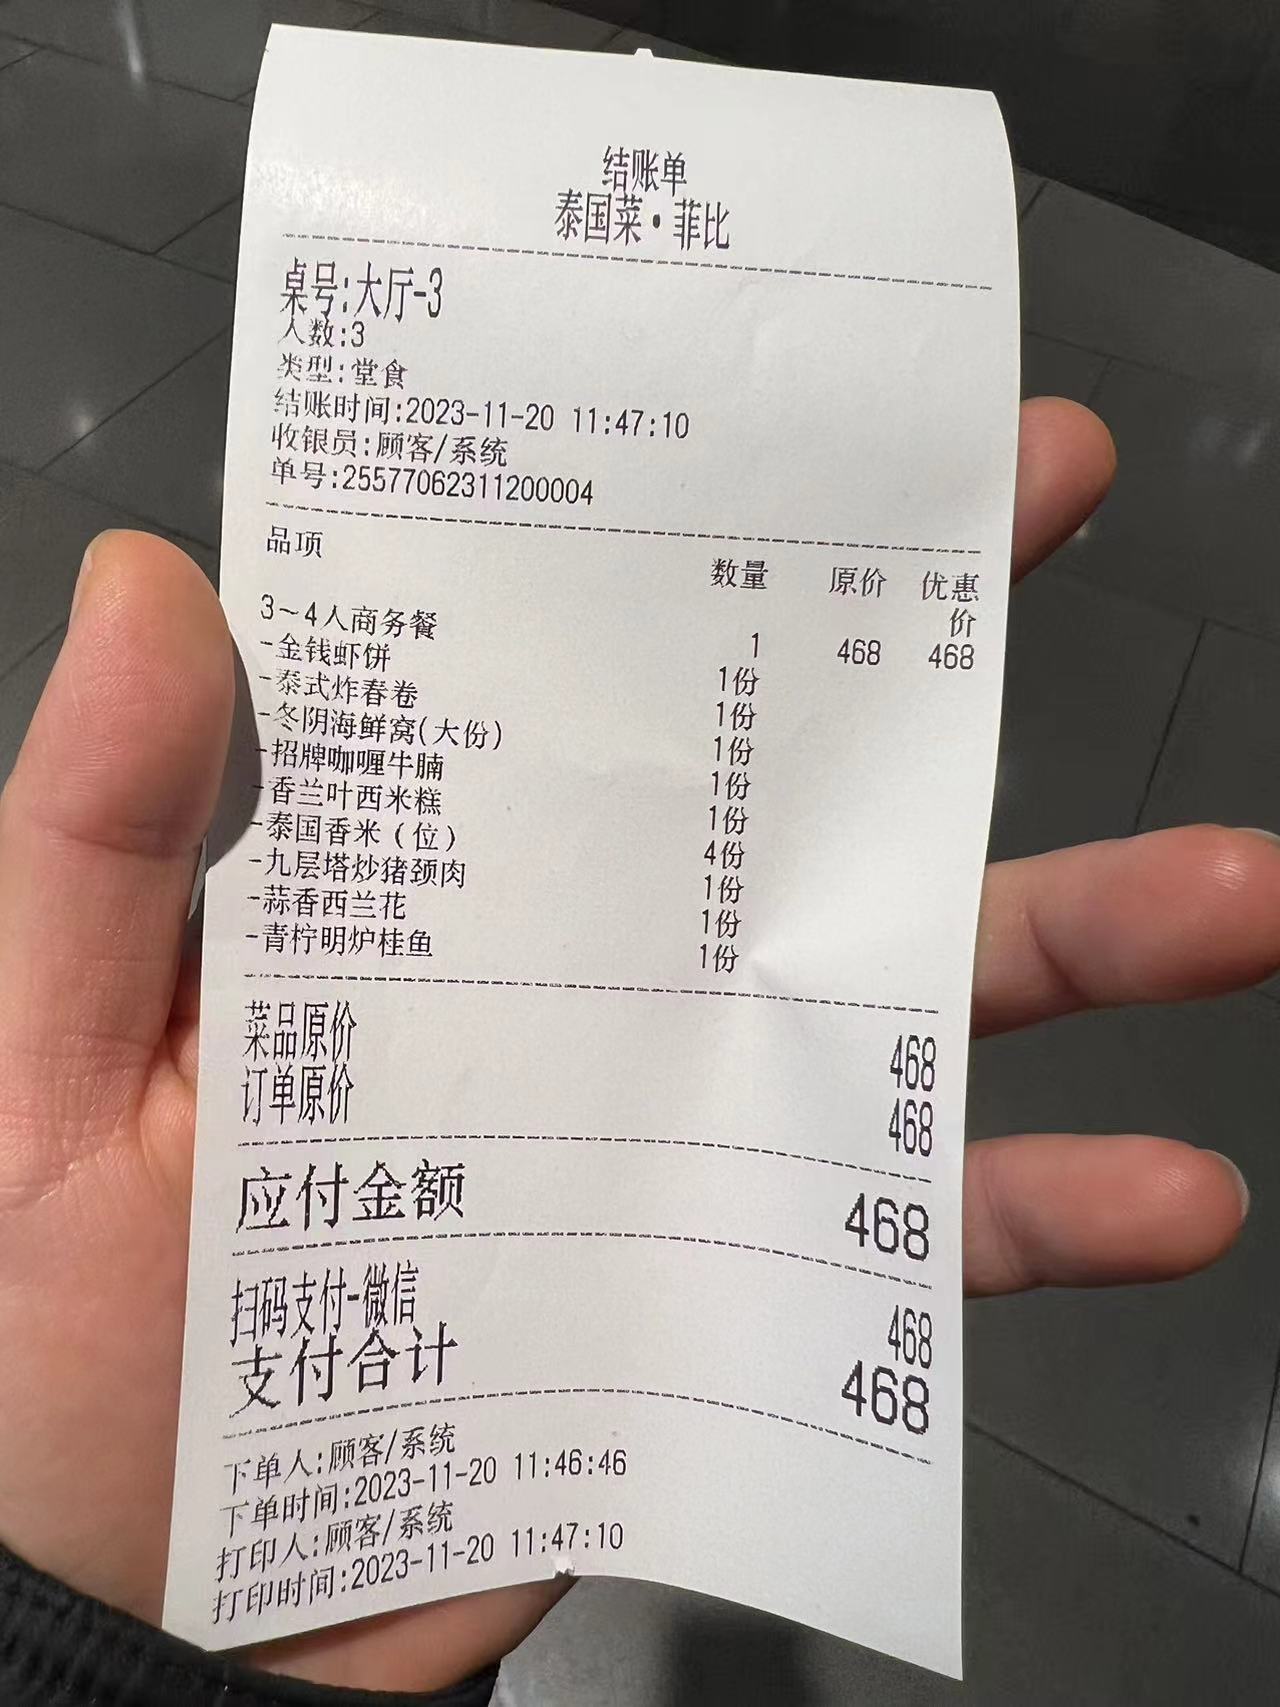 结账单
泰国菜·菲比
桌号:大厅-3
人数:3
类型:堂食
结账时间:2023-11-20 11:47:10
收银员:顾客/系统
单号:25577062311200004
品项 数量 原价 优惠价
3~4人商务餐 1 468 468
-金钱虾饼 1份
-泰式炸春卷 1份
-冬阴海鲜窝(大份) 1份
-招牌咖喱牛腩 1份
-香兰叶西米糕 1份
-泰国香米（位） 4份
-九层塔炒猪颈肉 1份
-蒜香西兰花 1份
-青柠明炉桂鱼 1份
菜品原价 468
订单原价 468
应付金额 468
扫码支付-微信 468
支付合计 468
下单人:顾客/系统
下单时间:2023-11-20 11:46:46
打印人:顾客/系统
打印时间:2023-11-20 11:47:10